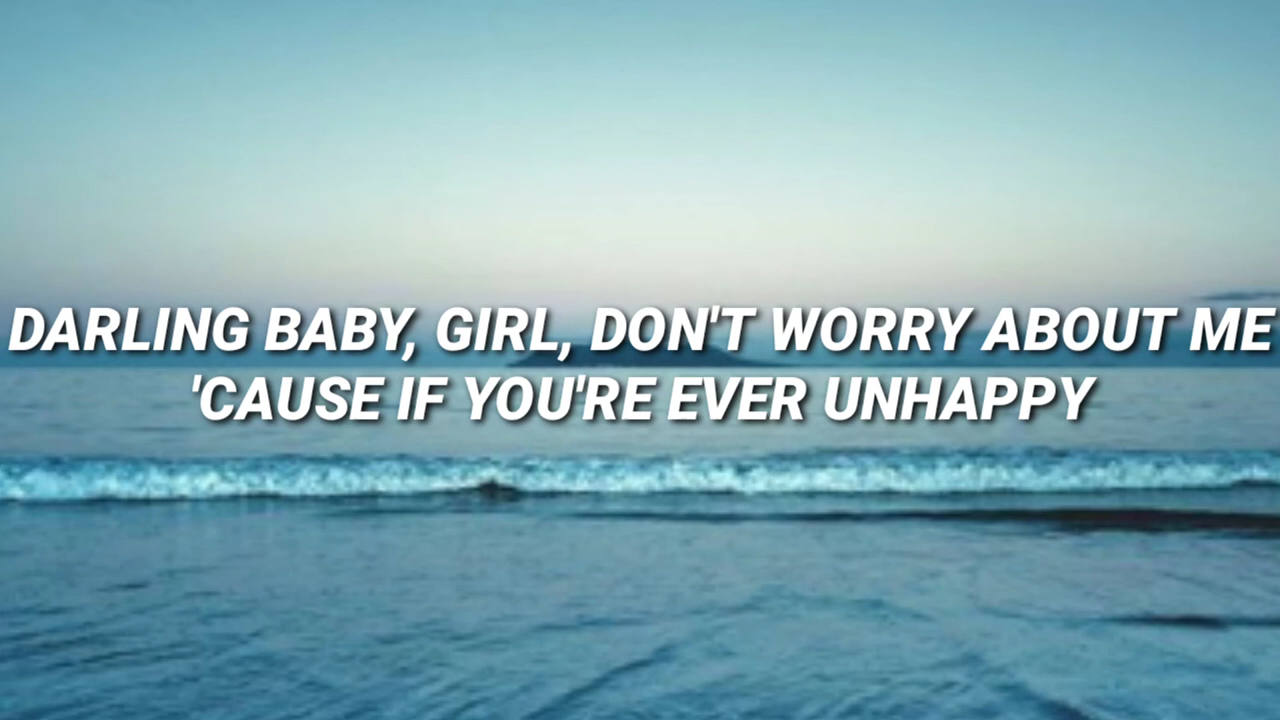 DARLING BABY, GIRL, DON'T WORRY ABOUT ME
'CAUSE IF YOU'RE EVER UNHAPPY